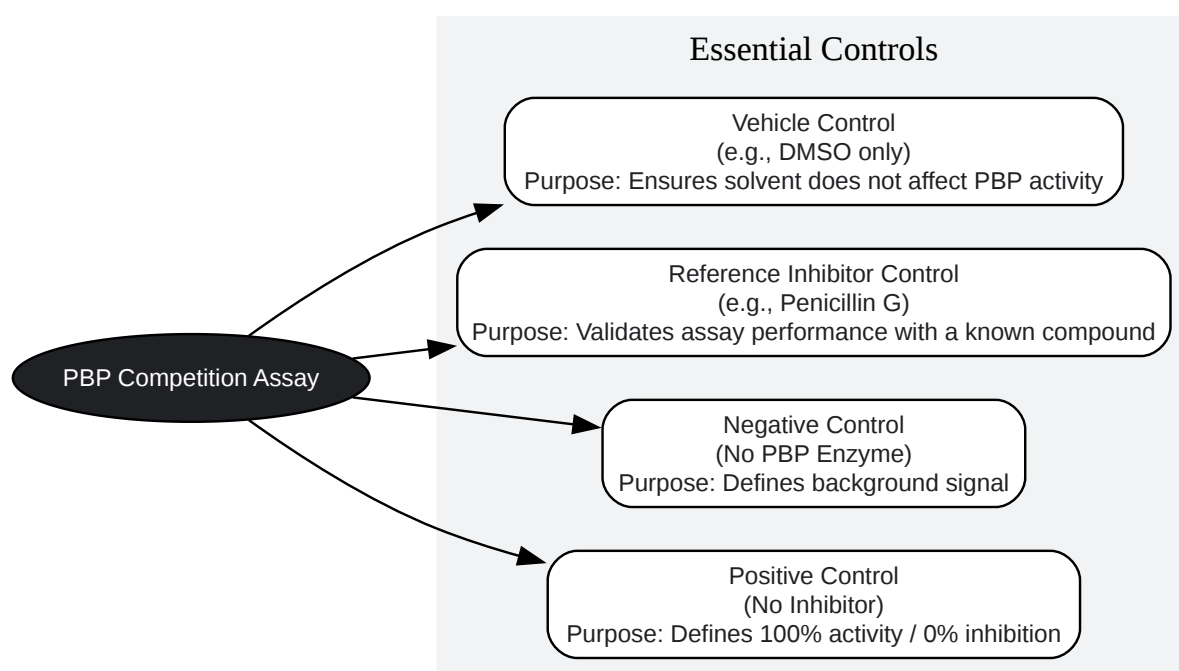 Essential Controls
Vehicle Control
(e.g., DMSO only)
Purpose: Ensures solvent does not affect PBP activity
Reference Inhibitor Control
(e.g., Penicillin G)
Purpose: Validates assay performance with a known compound
PBP Competition Assay
Negative Control
(No PBP Enzyme)
Purpose: Defines background signal
Positive Control
(No Inhibitor)
Purpose: Defines 100% activity / 0% inhibition